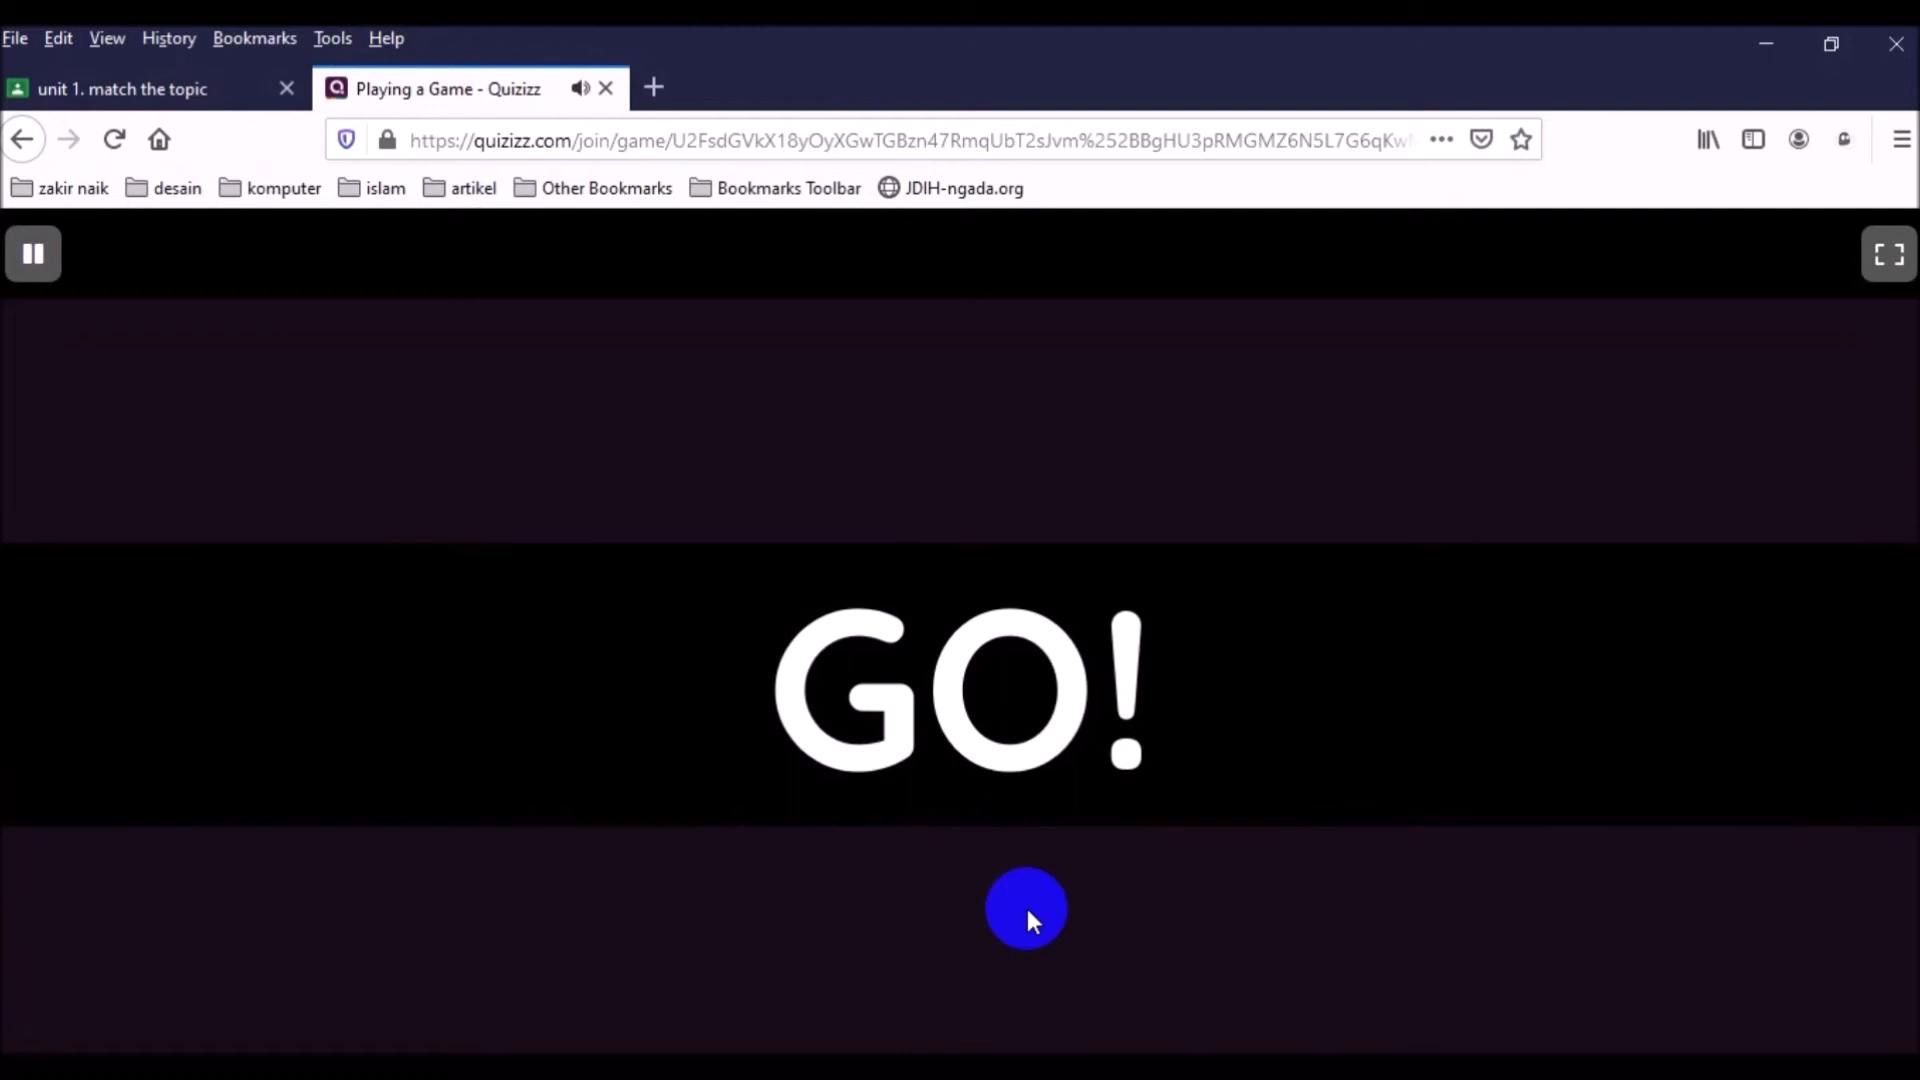 File Edit View History Bookmarks Tools Help
unit 1. match the topic
Playing a Game - Quizizz
https://quizizz.com/join/game/U2FsdGVkX18yOyXGwTGBzn47RmqUbT2sJvm%252BBgHU3pRMGMZ6N5L7G6qKw
zakir naik desain komputer islam artikel Other Bookmarks Bookmarks Toolbar JDIH-ngada.org
GO!